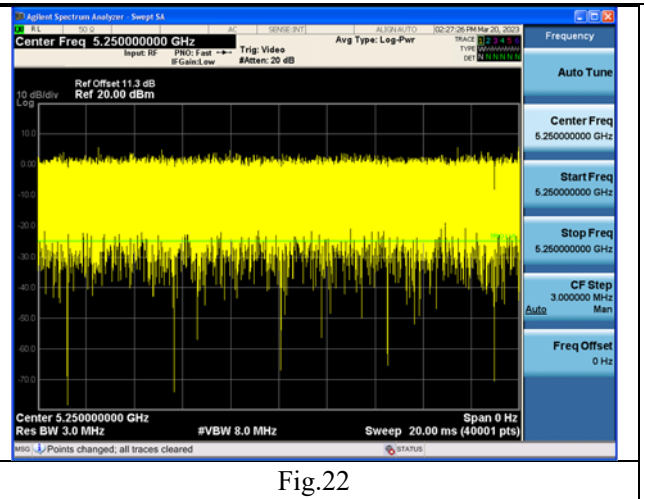 Agilent Spectrum Analyzer - Swept SA
RL 50 Ω AC SENSE:INT ALIGN AUTO 02:27:26 PM Mar 20, 2023
Center Freq 5.250000000 GHz
Input: RF PNO: Fast
IFGain:Low
Trig: Video
#Atten: 20 dB
Avg Type: Log-Pwr
TRACE 1 2 3 4 5 6
TYPE
DET N N N N N N
Ref Offset 11.3 dB
10 dB/div Ref 20.00 dBm
Log
10.0
0.00
-10.0
-20.0
-30.0
-40.0
-50.0
-60.0
-70.0
Center 5.250000000 GHz Span 0 Hz
Res BW 3.0 MHz #VBW 8.0 MHz Sweep 20.00 ms (40001 pts)
MSG Points changed; all traces cleared STATUS
Frequency
Auto Tune
Center Freq
5.250000000 GHz
Start Freq
5.250000000 GHz
Stop Freq
5.250000000 GHz
CF Step
3.000000 MHz
Auto Man
Freq Offset
0 Hz
Fig.22